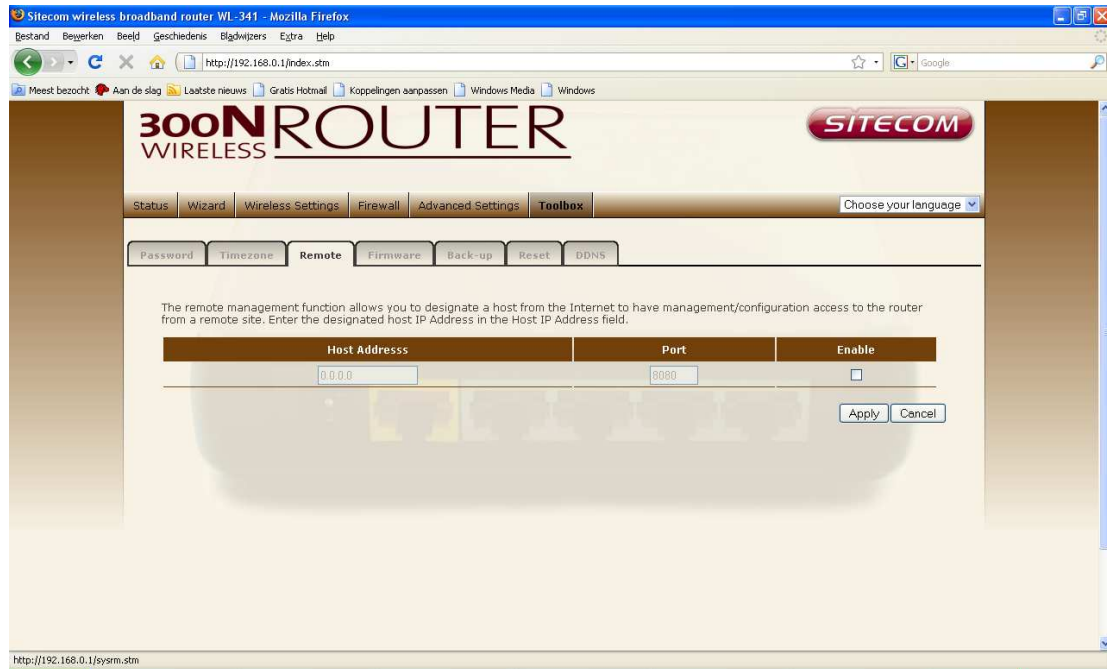 Sitecom wireless broadband router WL-341 - Mozilla Firefox
Bestand Bewerken Beeld Geschiedenis Bladwijzers Extra Help
http://192.168.0.1/index.stm
G Google
Meest bezocht Aan de slag Laatste nieuws Gratis Hotmail Koppelingen aanpassen Windows Media Windows
300N ROUTER
WIRELESS
SITECOM
Status Wizard Wireless Settings Firewall Advanced Settings Toolbox Choose your language
Password Timezone Remote Firmware Back-up Reset DDNS
The remote management function allows you to designate a host from the Internet to have management/configuration access to the router
from a remote site. Enter the designated host IP Address in the Host IP Address field.
Host Addresss Port Enable
0.0.0.0 8080
Apply Cancel
http://192.168.0.1/sysrm.stm